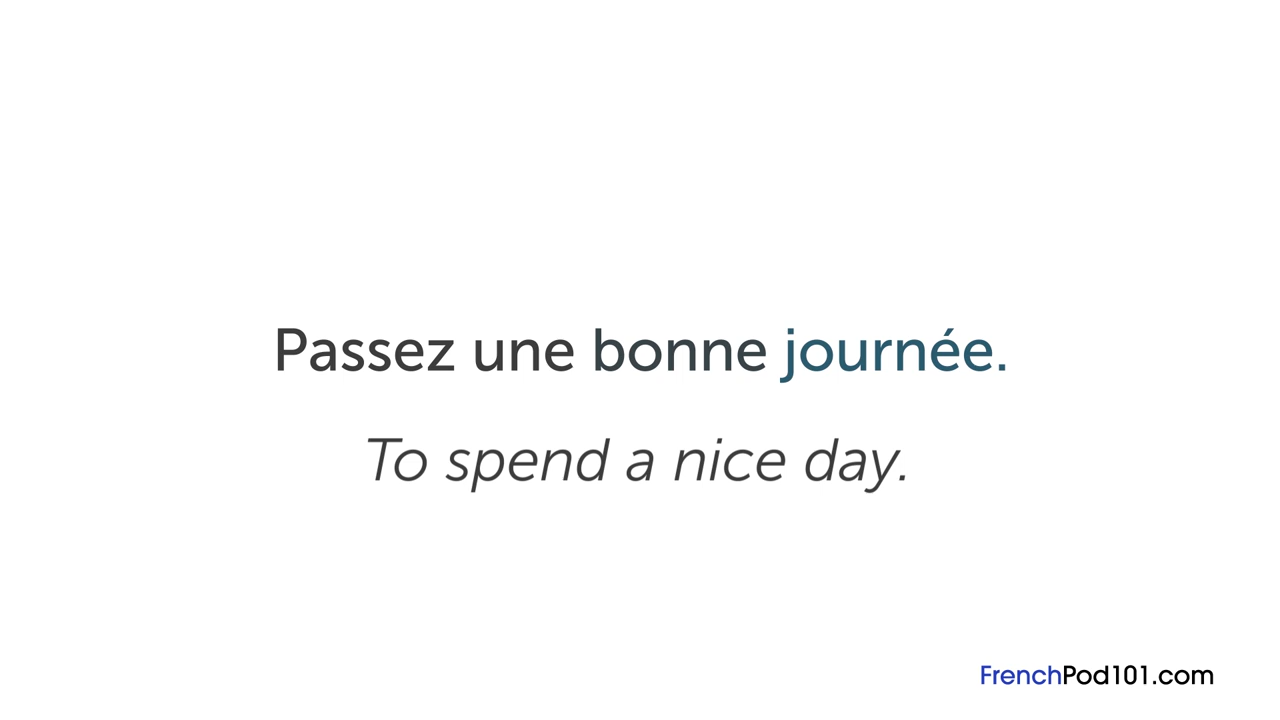 Passez une bonne journée.
To spend a nice day.
FrenchPod101.com